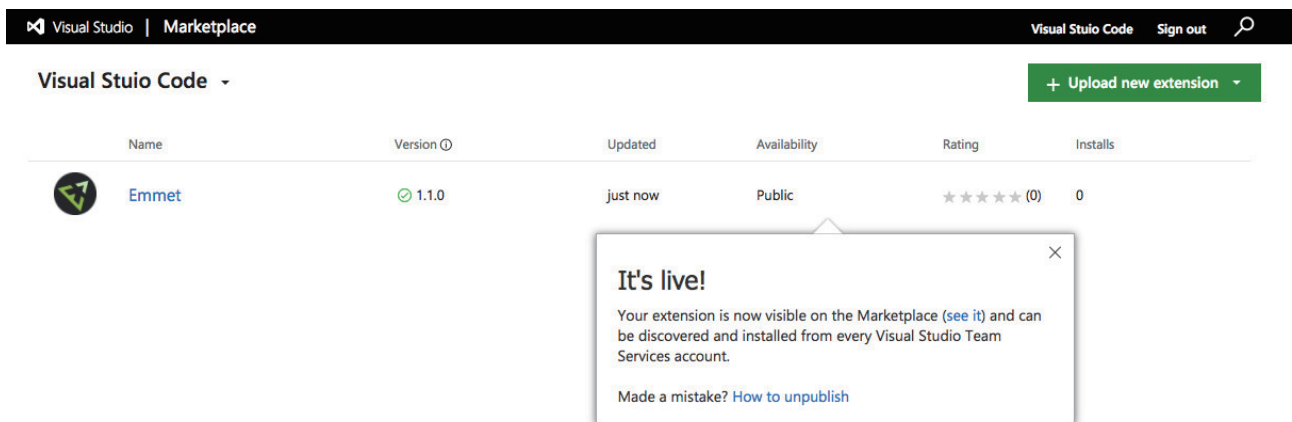 Visual Studio | Marketplace Visual Stuio Code Sign out
Visual Stuio Code
+ Upload new extension
Name Version Updated Availability Rating Installs
Emmet 1.1.0 just now Public (0) 0
It's live!
Your extension is now visible on the Marketplace (see it) and can
be discovered and installed from every Visual Studio Team
Services account.
Made a mistake? How to unpublish